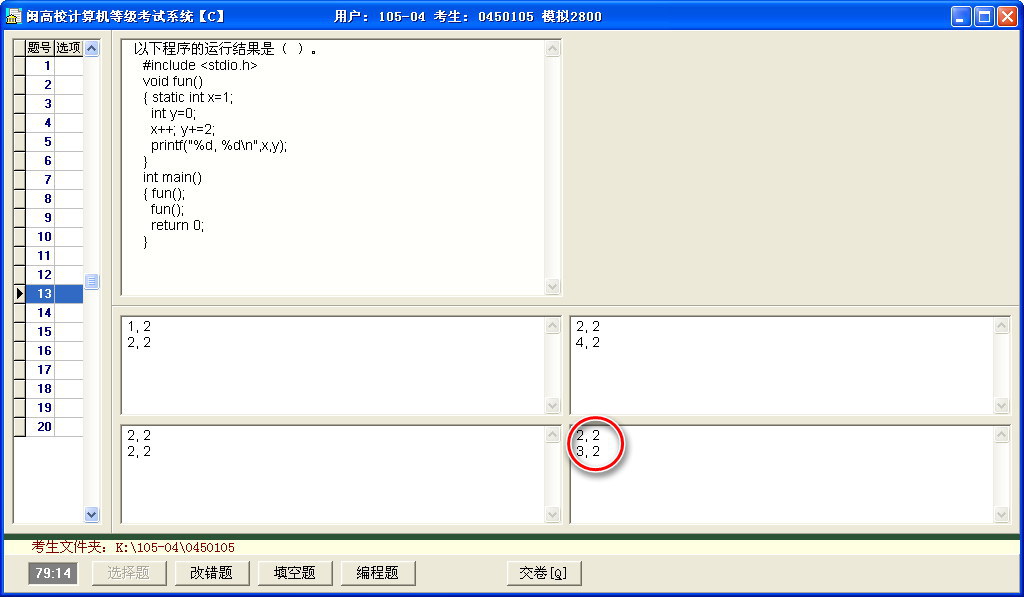 闽高校计算机等级考试系统【C】 用户: 105-04 考生: 0450105 模拟2800
题号 选项
1
2
3
4
5
6
7
8
9
10
11
12
13
14
15
16
17
18
19
20
以下程序的运行结果是（ ）。
#include <stdio.h>
void fun()
{ static int x=1;
int y=0;
x++; y+=2;
printf("%d, %d\n",x,y);
}
int main()
{ fun();
fun();
return 0;
}
1, 2
2, 2
2, 2
4, 2
2, 2
2, 2
2, 2
3, 2
考生文件夹: K:\105-04\0450105
79:14 选择题 改错题 填空题 编程题 交卷[Q]